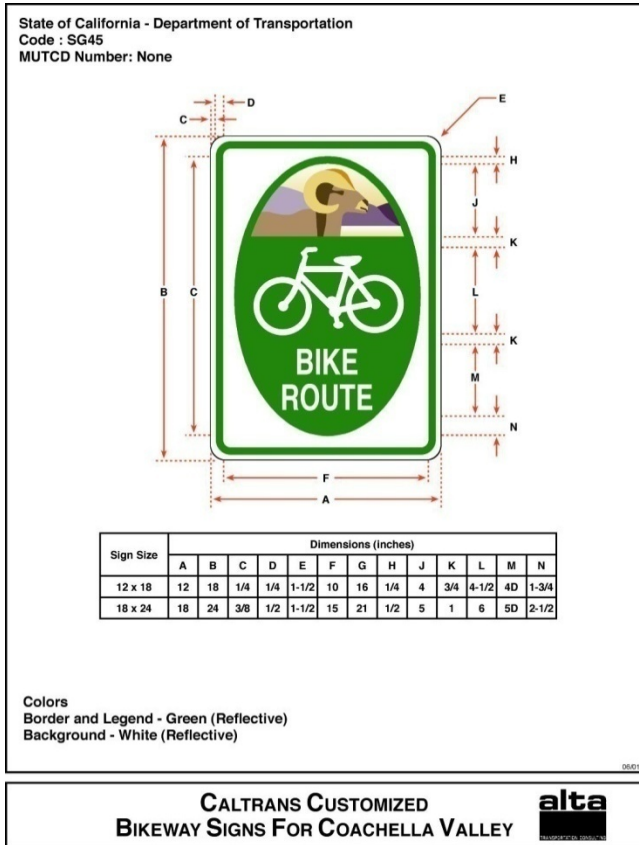 State of California - Department of Transportation
Code : SG45
MUTCD Number: None
D
E
C
H
J
K
B
C
L
K
BIKE
ROUTE
M
N
F
A
Sign Size
Dimensions (inches)
A B C D E F G H J K L M N
12 x 18 12 18 1/4 1/4 1-1/2 10 16 1/4 4 3/4 4-1/2 4D 1-3/4
18 x 24 18 24 3/8 1/2 1-1/2 15 21 1/2 5 1 6 5D 2-1/2
Colors
Border and Legend - Green (Reflective)
Background - White (Reflective)
06/01
CALTRANS CUSTOMIZED
BIKEWAY SIGNS FOR COACHELLA VALLEY
alta
TRANSPORTATION CONSULTING